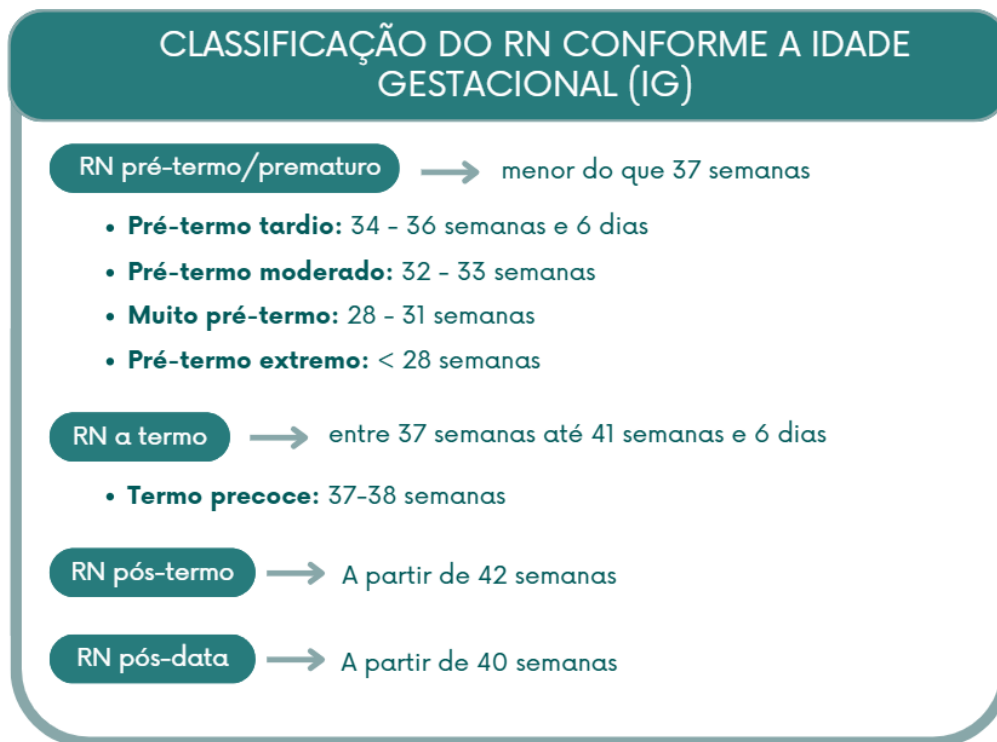 CLASSIFICAÇÃO DO RN CONFORME A IDADE
GESTACIONAL (IG)
RN pré-termo/prematuro → menor do que 37 semanas
• Pré-termo tardio: 34 - 36 semanas e 6 dias
• Pré-termo moderado: 32 - 33 semanas
• Muito pré-termo: 28 - 31 semanas
• Pré-termo extremo: < 28 semanas
RN a termo → entre 37 semanas até 41 semanas e 6 dias
• Termo precoce: 37-38 semanas
RN pós-termo → A partir de 42 semanas
RN pós-data → A partir de 40 semanas